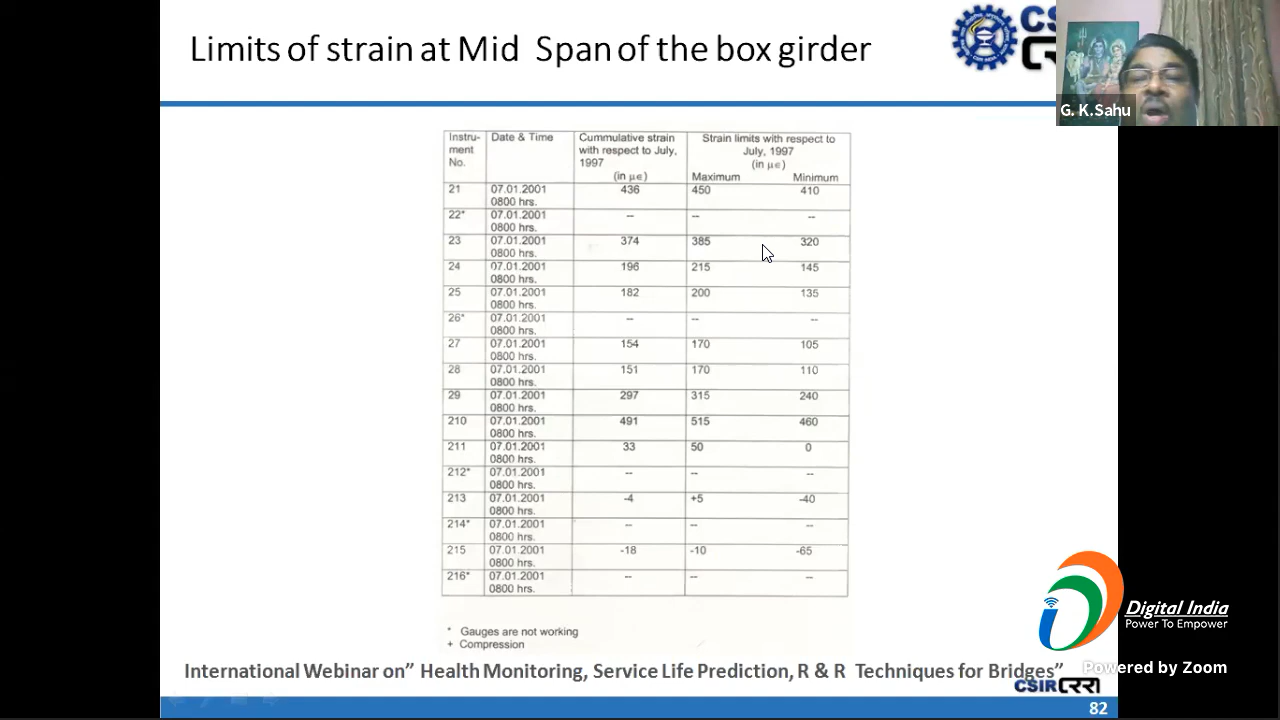 Limits of strain at Mid Span of the box girder
CSIR
G. K.Sahu
Instru-ment No. Date & Time Cummulative strain with respect to July, 1997 (in με) Strain limits with respect to July, 1997 (in με)
Maximum Minimum
21 07.01.2001 0800 hrs. 436 450 410
22* 07.01.2001 0800 hrs. -- -- --
23 07.01.2001 0800 hrs. 374 385 320
24 07.01.2001 0800 hrs. 196 215 145
25 07.01.2001 0800 hrs. 182 200 135
26* 07.01.2001 0800 hrs. -- -- --
27 07.01.2001 0800 hrs. 154 170 105
28 07.01.2001 0800 hrs. 151 170 110
29 07.01.2001 0800 hrs. 297 315 240
210 07.01.2001 0800 hrs. 491 515 460
211 07.01.2001 0800 hrs. 33 50 0
212* 07.01.2001 0800 hrs. -- -- --
213 07.01.2001 0800 hrs. -4 +5 -40
214* 07.01.2001 0800 hrs. -- -- --
215 07.01.2001 0800 hrs. -18 -10 -65
216* 07.01.2001 0800 hrs. -- -- --
* Gauges are not working
+ Compression
Digital India
Power To Empower
International Webinar on” Health Monitoring, Service Life Prediction, R & R Techniques for Bridges”
Powered by Zoom
CSIR
82